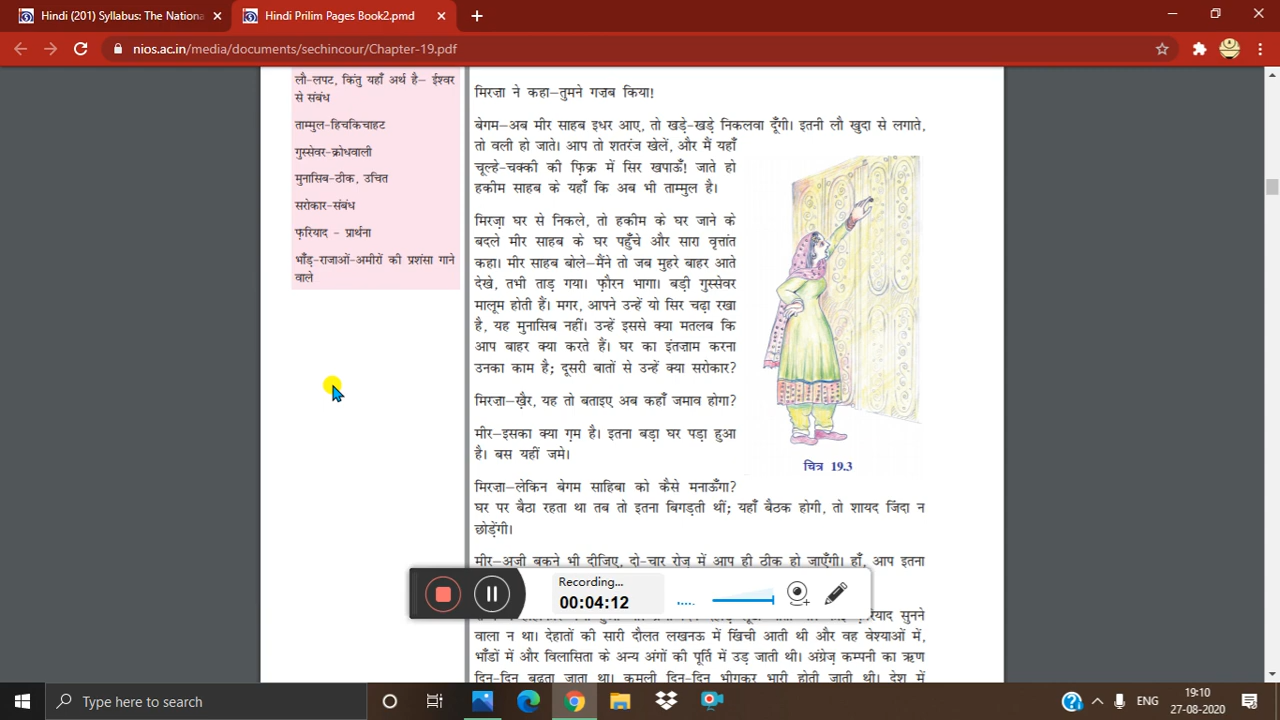 Hindi (201) Syllabus: The Nationa
Hindi Prilim Pages Book2.pmd
nios.ac.in/media/documents/sechincour/Chapter-19.pdf
लौ-लपट, किंतु यहाँ अर्थ है– ईश्वर
से संबंध
ताम्मुल-हिचकिचाहट
गुस्सेवर-क्रोधवाली
मुनासिब-ठीक, उचित
सरोकार-संबंध
फ़रियाद - प्रार्थना
भाँड़-राजाओं-अमीरों की प्रशंसा गाने
वाले
मिरज़ा ने कहा–तुमने गज़ब किया!
बेगम–अब मीर साहब इधर आए, तो खड़े-खड़े निकलवा दूँगी। इतनी लौ खुदा से लगाते,
तो वली हो जाते। आप तो शतरंज खेलें, और मैं यहाँ
चूल्हे-चक्की की फ़िक्र में सिर खपाऊँ! जाते हो
हकीम साहब के यहाँ कि अब भी ताम्मुल है।
मिरज़ा घर से निकले, तो हकीम के घर जाने के
बदले मीर साहब के घर पहुँचे और सारा वृत्तांत
कहा। मीर साहब बोले–मैंने तो जब मुहरे बाहर आते
देखे, तभी ताड़ गया। फ़ौरन भागा। बड़ी गुस्सेवर
मालूम होती हैं। मगर, आपने उन्हें यो सिर चढ़ा रखा
है, यह मुनासिब नहीं। उन्हें इससे क्या मतलब कि
आप बाहर क्या करते हैं। घर का इंतज़ाम करना
उनका काम है; दूसरी बातों से उन्हें क्या सरोकार?
मिरज़ा–ख़ैर, यह तो बताइए अब कहाँ जमाव होगा?
मीर–इसका क्या ग़म है। इतना बड़ा घर पड़ा हुआ
है। बस यहीं जमे।
चित्र 19.3
मिरज़ा–लेकिन बेगम साहिबा को कैसे मनाऊँगा?
घर पर बैठा रहता था तब तो इतना बिगड़ती थीं; यहाँ बैठक होगी, तो शायद जिंदा न
छोड़ेंगी।
मीर–अजी बकने भी दीजिए, दो-चार रोज़ में आप ही ठीक हो जाएँगी। हाँ, आप इतना
Recording...
00:04:12
रियाद सुनने
वाला न था। देहातों की सारी दौलत लखनऊ में खिंची आती थी और वह वेश्याओं में,
भाँडों में और विलासिता के अन्य अंगों की पूर्ति में उड़ जाती थी। अंग्रेज़ कम्पनी का ऋण
दिन-दिन बढ़ता जाता था। कमली दिन-दिन भीगकर भारी होती जाती थी। देश में
Type here to search
ENG
19:10
27-08-2020